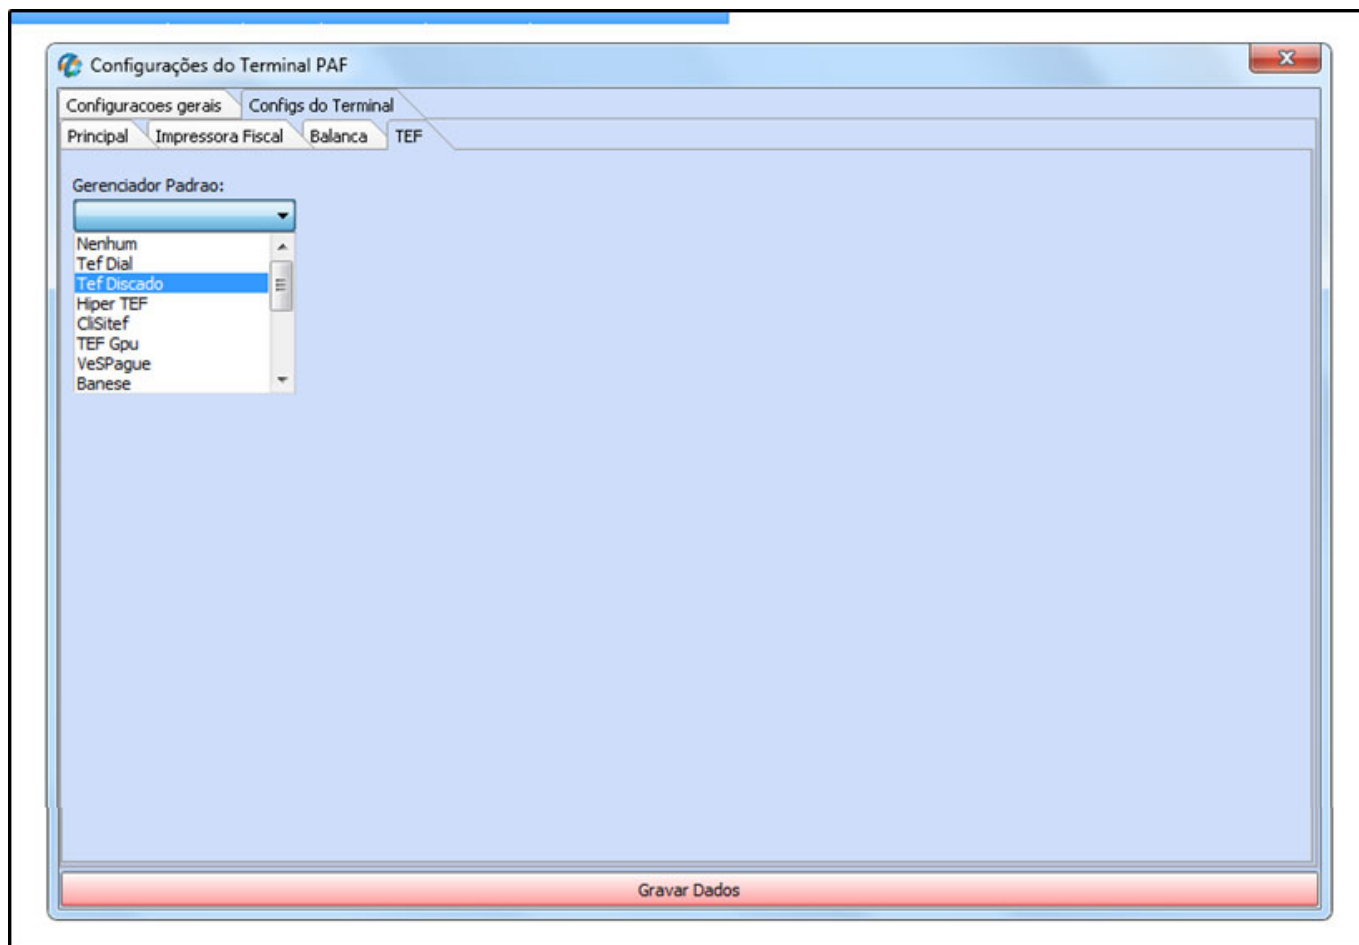 Configurações do Terminal PAF
Configuracoes gerais Configs do Terminal
Principal Impressora Fiscal Balanca TEF
Gerenciador Padrao:
Nenhum
Tef Dial
Tef Discado
Hiper TEF
CliSitef
TEF Gpu
VeSPague
Banese
Gravar Dados